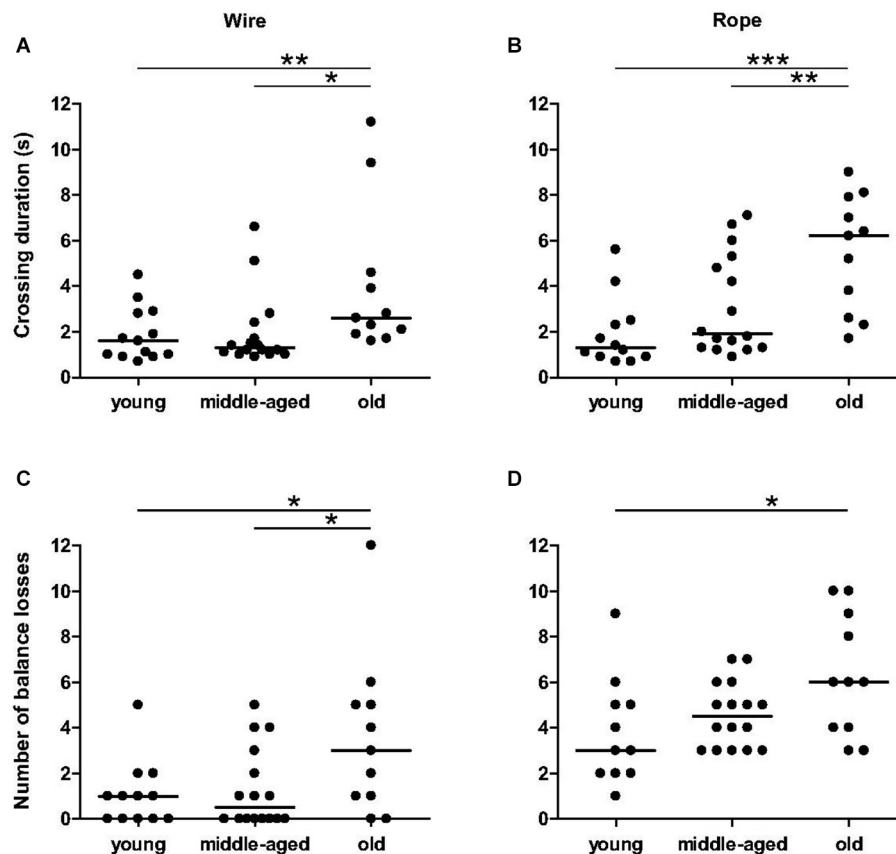 Wire
Rope
A
**
*
B
***
**
Crossing duration (s)
12
10
8
6
4
2
0
young middle-aged old
12
10
8
6
4
2
0
young middle-aged old
C
*
*
D
*
Number of balance losses
12
10
8
6
4
2
0
young middle-aged old
12
10
8
6
4
2
0
young middle-aged old